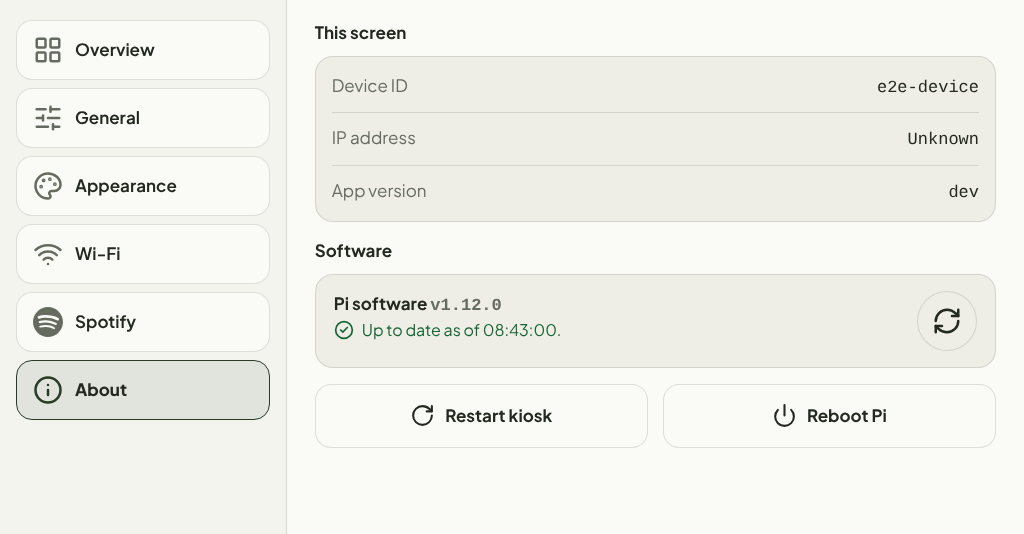 Overview
General
Appearance
Wi-Fi
Spotify
About
This screen
Device ID e2e-device
IP address Unknown
App version dev
Software
Pi software v1.12.0
Up to date as of 08:43:00.
Restart kiosk
Reboot Pi